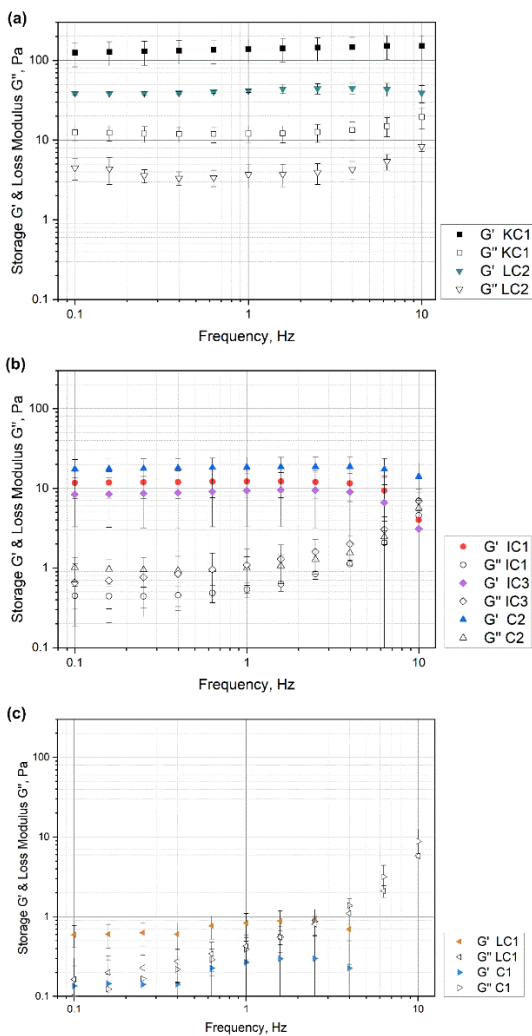 (a)
100
10
1
0.1
0.1
1
10
Storage G' & Loss Modulus G'', Pa
Frequency, Hz
G' KC1
G'' KC1
G' LC2
G'' LC2
(b)
100
10
1
0.1
0.1
1
10
Storage G' & Loss Modulus G'', Pa
Frequency, Hz
G' IC1
G'' IC1
G' IC3
G'' IC3
G' C2
G'' C2
(c)
100
10
1
0.1
0.1
1
10
Storage G' & Loss Modulus G'', Pa
Frequency, Hz
G' LC1
G'' LC1
G' C1
G'' C1